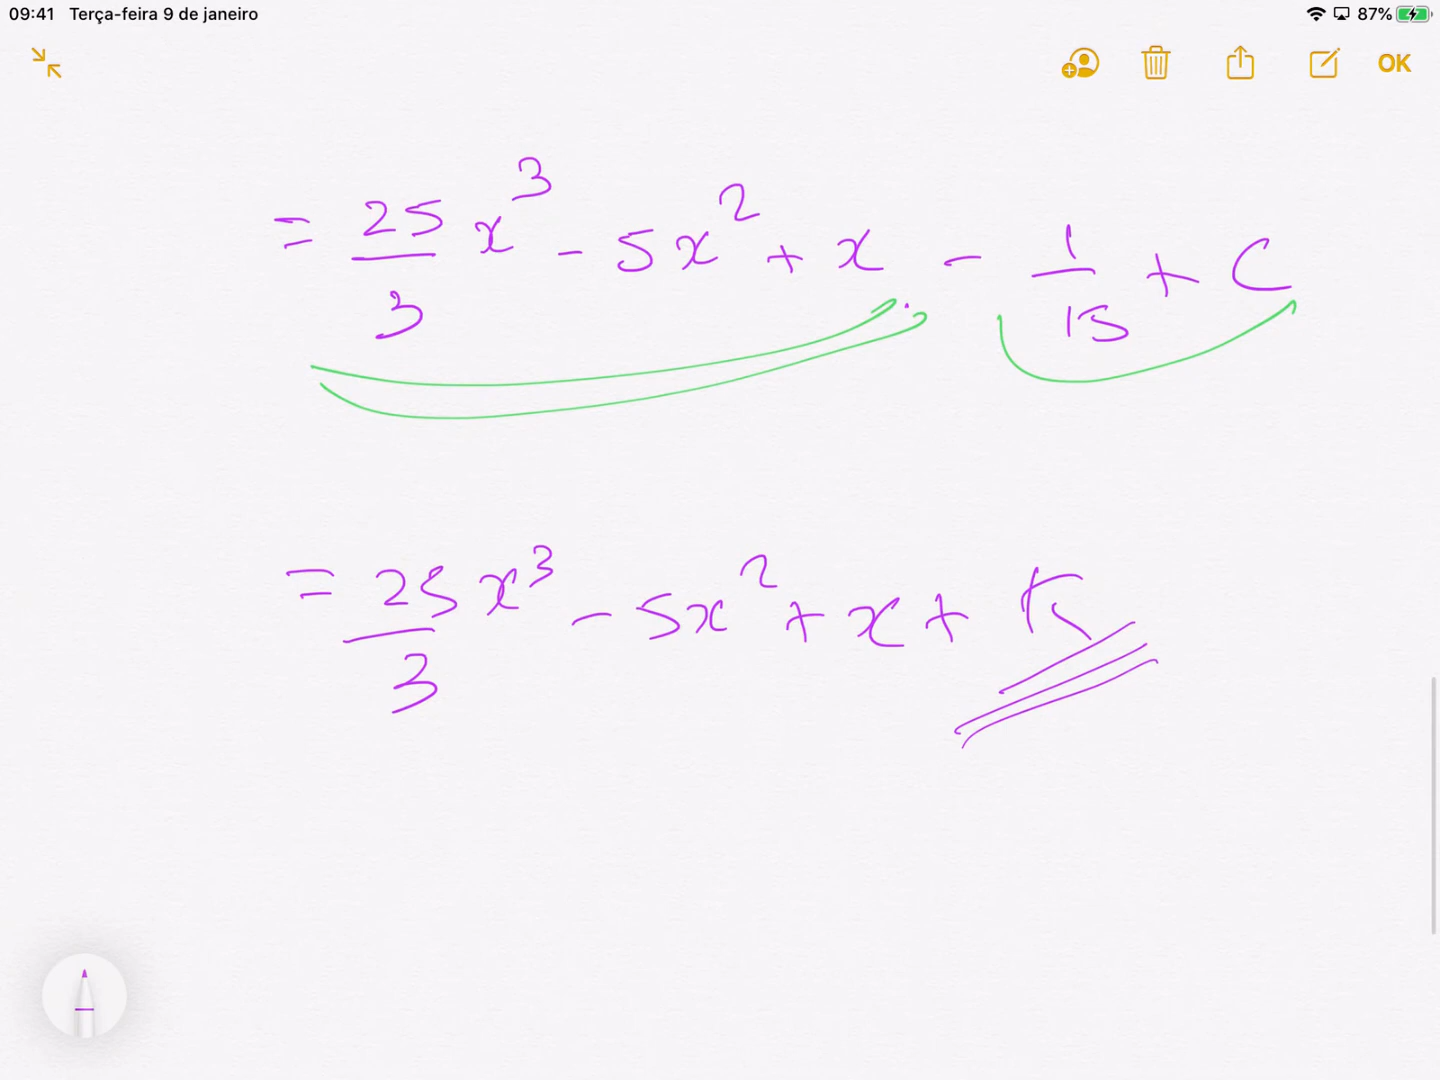 09:41 Terça-feira 9 de janeiro 87%
OK
= 25/3 x³ - 5x² + x - 1/15 + C
= 25/3 x³ - 5x² + x + K